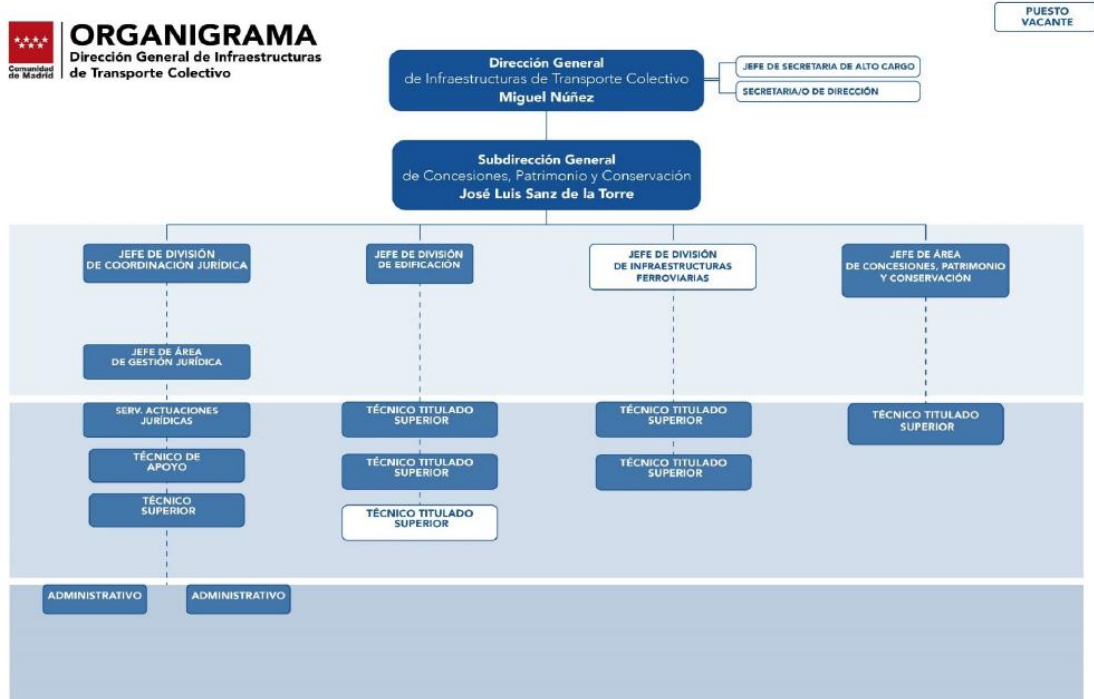 PUESTO
VACANTE
Comunidad
de Madrid
ORGANIGRAMA
Dirección General de Infraestructuras
de Transporte Colectivo
Dirección General
de Infraestructuras de Transporte Colectivo
Miguel Núñez
JEFE DE SECRETARIA DE ALTO CARGO
SECRETARIA/O DE DIRECCIÓN
Subdirección General
de Concesiones, Patrimonio y Conservación
José Luis Sanz de la Torre
JEFE DE DIVISIÓN
DE COORDINACIÓN JURÍDICA
JEFE DE DIVISIÓN
DE EDIFICACIÓN
JEFE DE DIVISIÓN
DE INFRAESTRUCTURAS
FERROVIARIAS
JEFE DE ÁREA
DE CONCESIONES, PATRIMONIO
Y CONSERVACIÓN
JEFE DE ÁREA
DE GESTIÓN JURÍDICA
SERV. ACTUACIONES
JURÍDICAS
TÉCNICO TITULADO
SUPERIOR
TÉCNICO TITULADO
SUPERIOR
TÉCNICO TITULADO
SUPERIOR
TÉCNICO DE
APOYO
TÉCNICO TITULADO
SUPERIOR
TÉCNICO TITULADO
SUPERIOR
TÉCNICO
SUPERIOR
TÉCNICO TITULADO
SUPERIOR
ADMINISTRATIVO
ADMINISTRATIVO